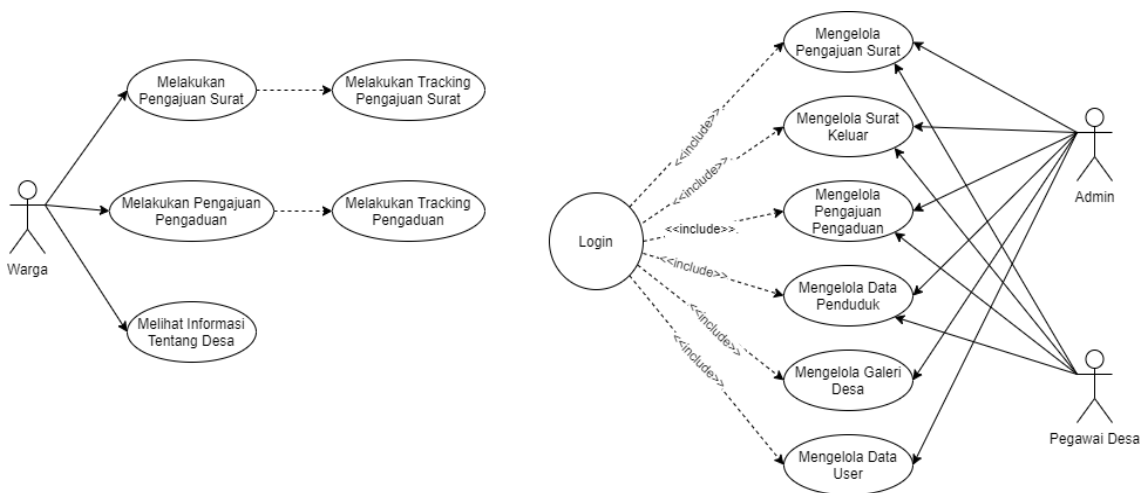 Melakukan
Pengajuan Surat
Melakukan Tracking
Pengajuan Surat
Melakukan Pengajuan
Pengaduan
Melakukan Tracking
Pengaduan
Warga
Melihat Informasi
Tentang Desa
Login
<<include>>
<<include>>
<<include>>
<<include>>
<<include>>
<<include>>
Mengelola
Pengajuan Surat
Mengelola Surat
Keluar
Mengelola
Pengajuan
Pengaduan
Mengelola Data
Penduduk
Mengelola Galeri
Desa
Mengelola Data
User
Admin
Pegawai Desa